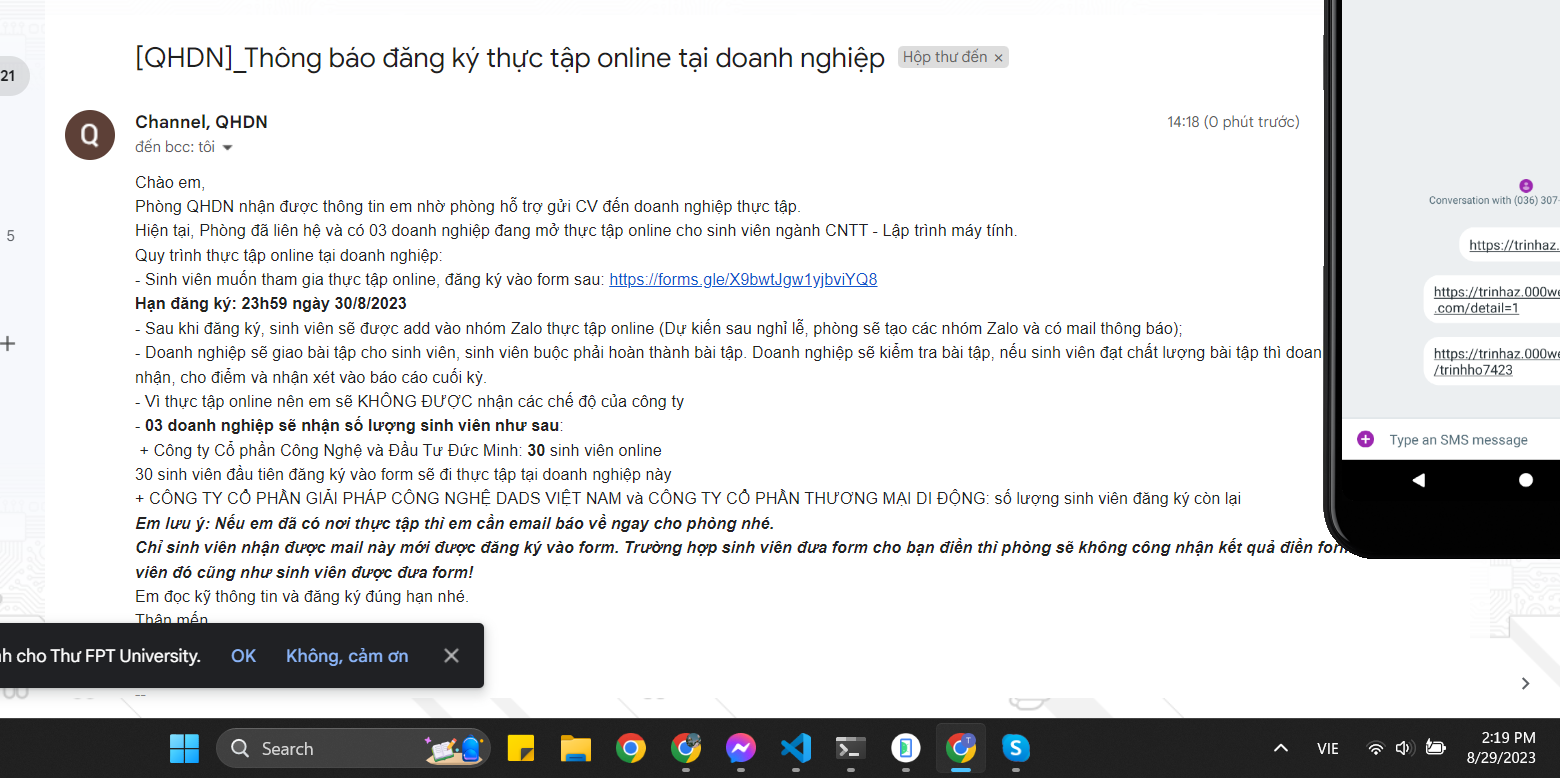 21
[QHDN]_Thông báo đăng ký thực tập online tại doanh nghiệp
Hộp thư đến ×
Q
Channel, QHDN
14:18 (0 phút trước)
đến bcc: tôi
Chào em,
Phòng QHDN nhận được thông tin em nhờ phòng hỗ trợ gửi CV đến doanh nghiệp thực tập.
Hiện tại, Phòng đã liên hệ và có 03 doanh nghiệp đang mở thực tập online cho sinh viên ngành CNTT - Lập trình máy tính.
5
Quy trình thực tập online tại doanh nghiệp:
- Sinh viên muốn tham gia thực tập online, đăng ký vào form sau: https://forms.gle/X9bwtJgw1yjbviYQ8
Hạn đăng ký: 23h59 ngày 30/8/2023
- Sau khi đăng ký, sinh viên sẽ được add vào nhóm Zalo thực tập online (Dự kiến sau nghỉ lễ, phòng sẽ tạo các nhóm Zalo và có mail thông báo);
- Doanh nghiệp sẽ giao bài tập cho sinh viên, sinh viên buộc phải hoàn thành bài tập. Doanh nghiệp sẽ kiểm tra bài tập, nếu sinh viên đạt chất lượng bài tập thì doan
nhận, cho điểm và nhận xét vào báo cáo cuối kỳ.
- Vì thực tập online nên em sẽ KHÔNG ĐƯỢC nhận các chế độ của công ty
- 03 doanh nghiệp sẽ nhận số lượng sinh viên như sau:
+ Công ty Cổ phần Công Nghệ và Đầu Tư Đức Minh: 30 sinh viên online
30 sinh viên đầu tiên đăng ký vào form sẽ đi thực tập tại doanh nghiệp này
+ CÔNG TY CỔ PHẦN GIẢI PHÁP CÔNG NGHỆ DADS VIỆT NAM và CÔNG TY CỔ PHẦN THƯƠNG MẠI DI ĐỘNG: số lượng sinh viên đăng ký còn lại
Em lưu ý: Nếu em đã có nơi thực tập thì em cần email báo về ngay cho phòng nhé.
Chỉ sinh viên nhận được mail này mới được đăng ký vào form. Trường hợp sinh viên đưa form cho bạn điền thì phòng sẽ không công nhận kết quả điền form
viên đó cũng như sinh viên được đưa form!
Em đọc kỹ thông tin và đăng ký đúng hạn nhé.
Thân mến
--
Conversation with (036) 307-
https://trinhaz.
https://trinhaz.000we
.com/detail=1
https://trinhaz.000we
/trinhho7423
Type an SMS message
nh cho Thư FPT University.
OK
Không, cảm ơn
Search
VIE
2:19 PM
8/29/2023